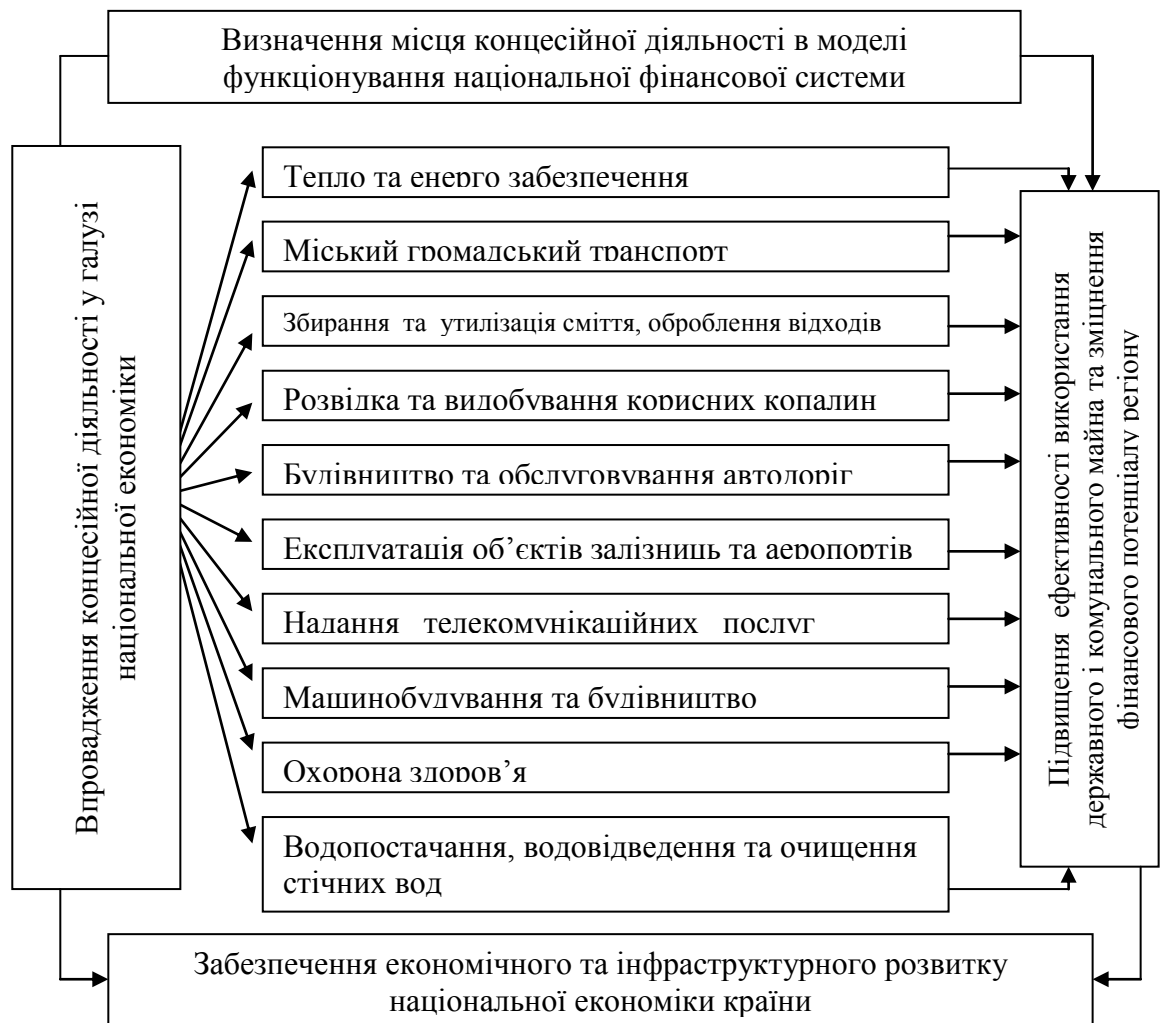 Визначення місця концесійної діяльності в моделі
функціонування національної фінансової системи
Впровадження концесійної діяльності у галузі
національної економіки
Тепло та енерго забезпечення
Міський громадський транспорт
Збирання та утилізація сміття, оброблення відходів
Розвідка та видобування корисних копалин
Будівництво та обслуговування автодоріг
Експлуатація об’єктів залізниць та аеропортів
Надання телекомунікаційних послуг
Машинобудування та будівництво
Охорона здоров’я
Водопостачання, водовідведення та очищення
стічних вод
Підвищення ефективності використання
державного і комунального майна та зміцнення
фінансового потенціалу регіону
Забезпечення економічного та інфраструктурного розвитку
національної економіки країни